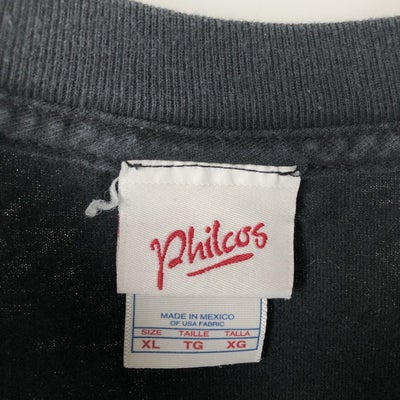 Philcos
MADE IN MEXICO
OF USA FABRIC
SIZE TAILLE TALLA
XL TG XG